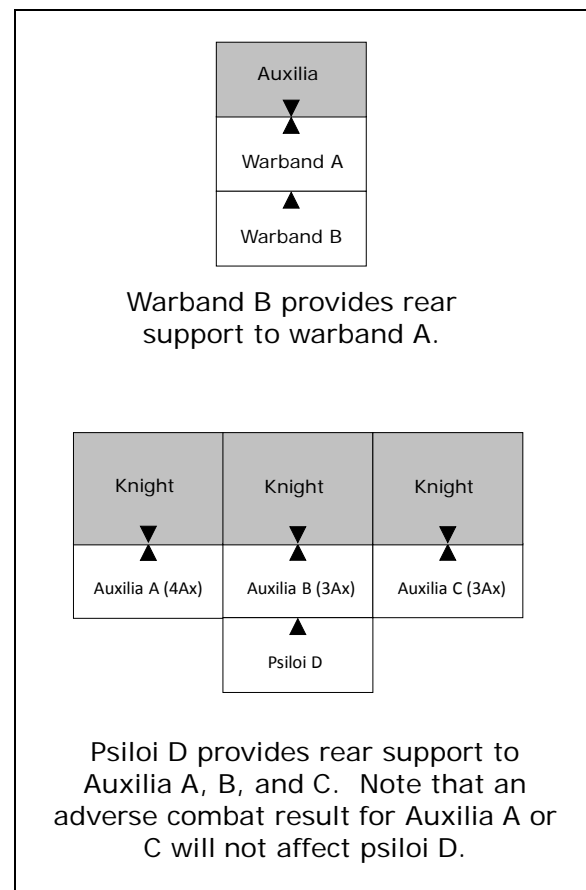 Auxilia
Warband A
Warband B
Warband B provides rear
support to warband A.
Knight Knight Knight
Auxilia A (4Ax) Auxilia B (3Ax) Auxilia C (3Ax)
Psiloi D
Psiloi D provides rear support to
Auxilia A, B, and C.  Note that an
adverse combat result for Auxilia A or
C will not affect psiloi D.